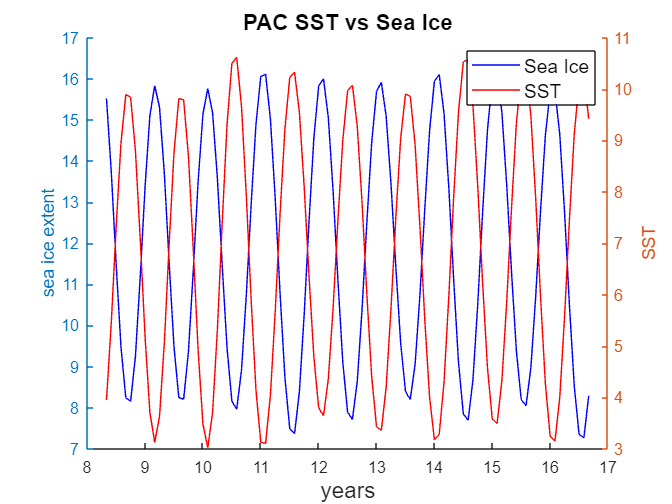 PAC SST vs Sea Ice
17
16
15
14
13
12
11
10
9
8
7
sea ice extent
11
10
9
8
7
6
5
4
3
SST
Sea Ice
SST
8 9 10 11 12 13 14 15 16 17
years